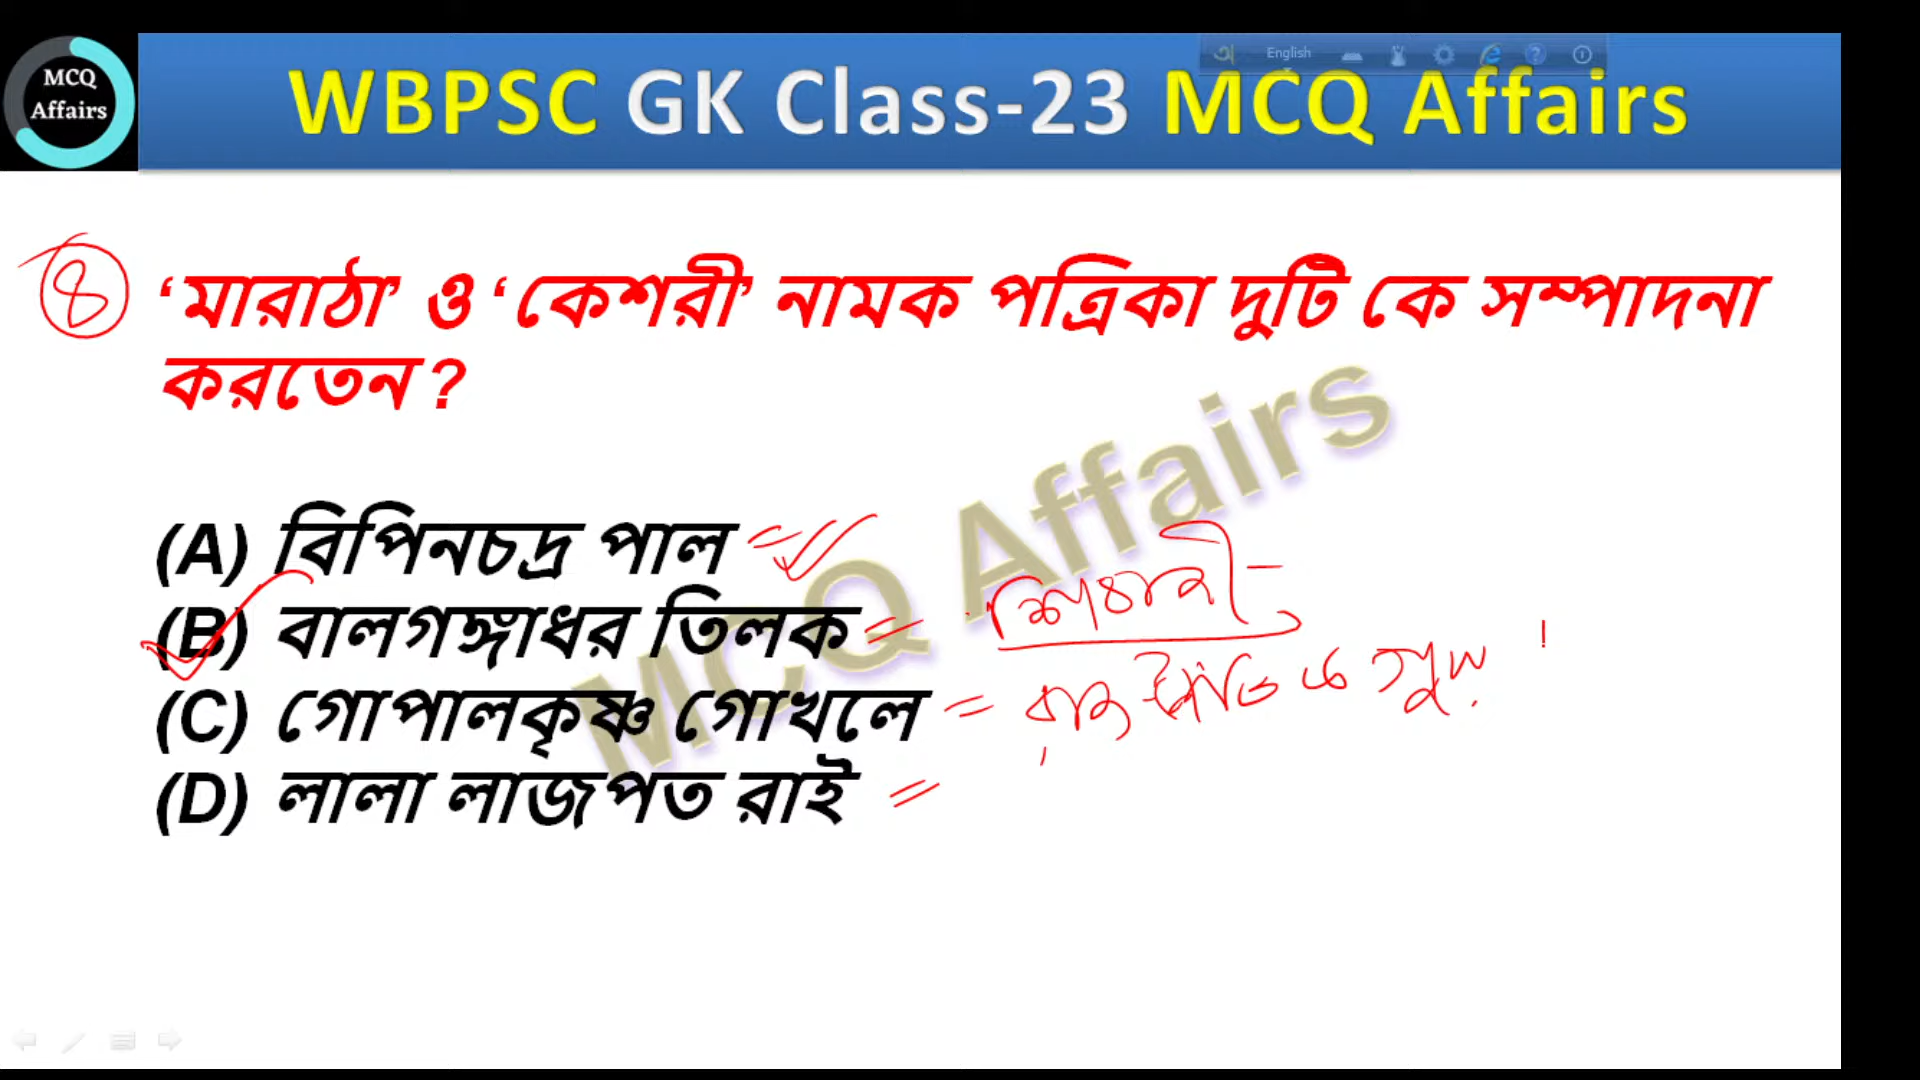 English
MCQ
Affairs
WBPSC GK Class-23 MCQ Affairs
৪
‘মারাঠা’ ও ‘কেশরী’ নামক পত্রিকা দুটি কে সম্পাদনা
করতেন ?
MCQ Affairs
(A) বিপিনচন্দ্র পাল =
(B) বালগঙ্গাধর তিলক =
(C) গোপালকৃষ্ণ গোখলে =
(D) লালা লাজপত রাই =